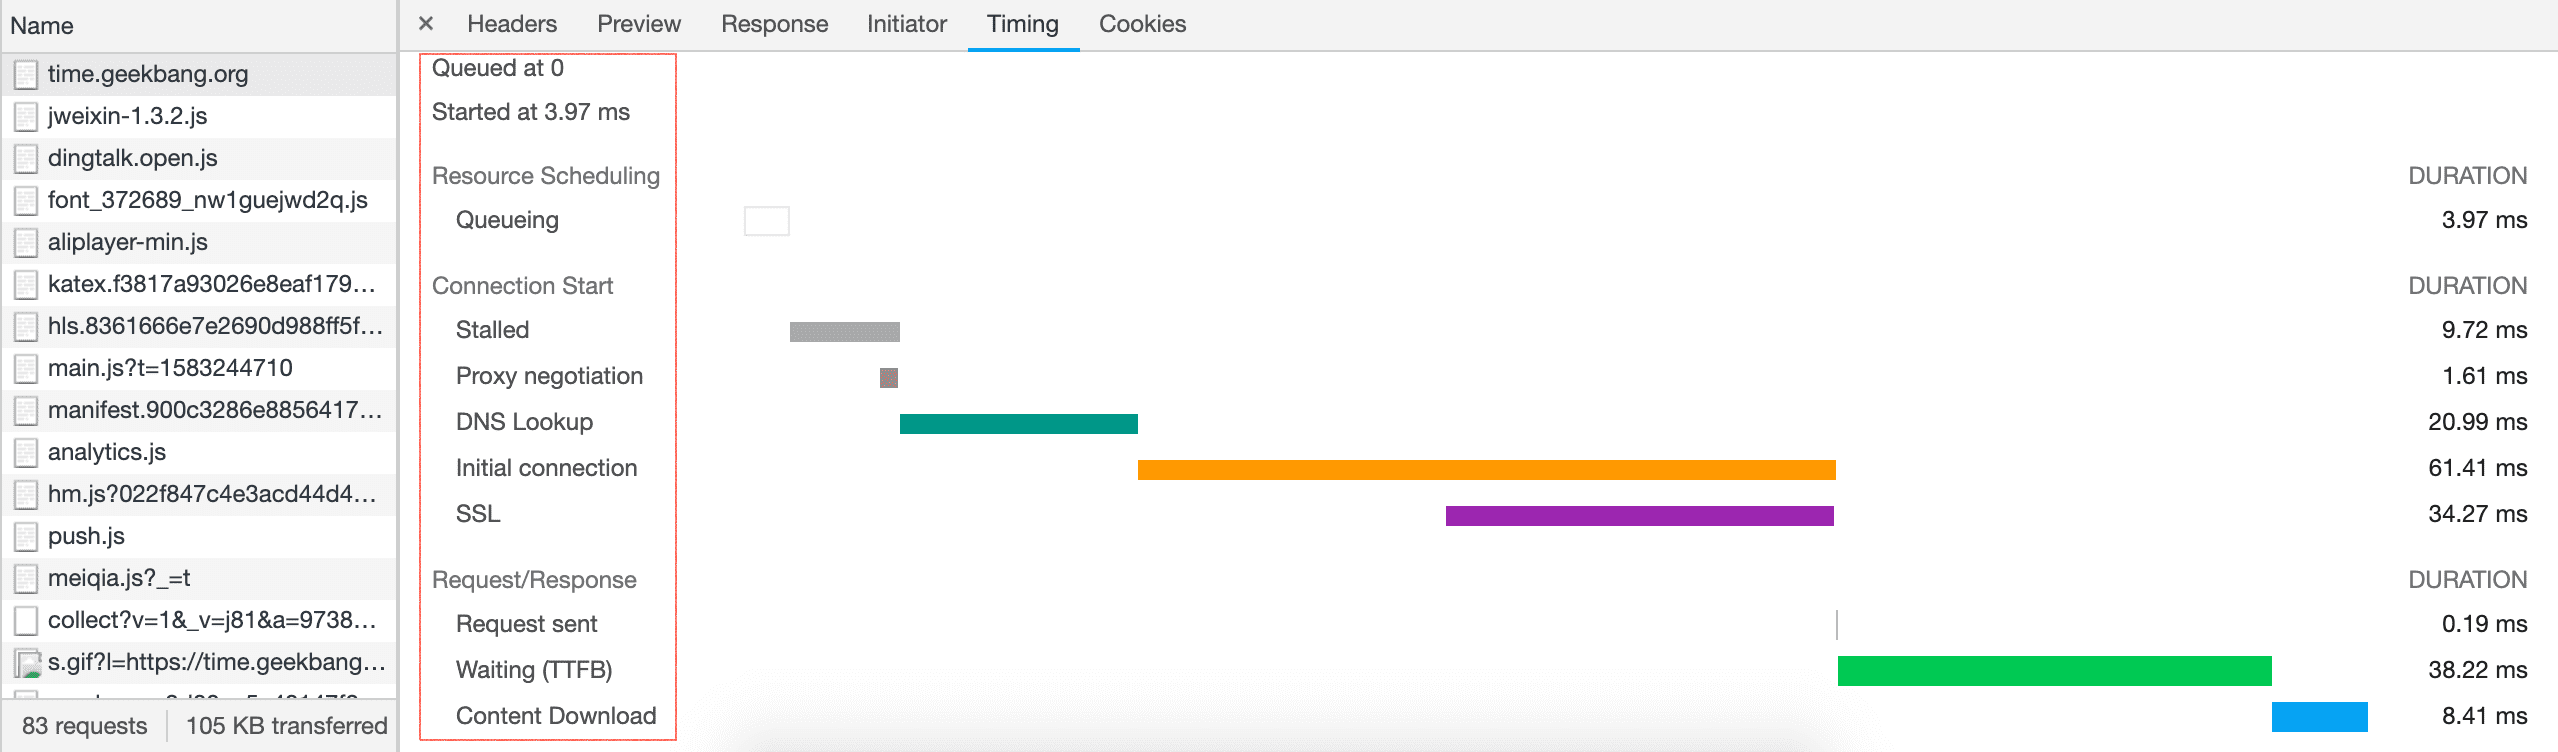 Name
time.geekbang.org
jweixin-1.3.2.js
dingtalk.open.js
font_372689_nw1guejwd2q.js
aliplayer-min.js
katex.f3817a93026e8eaf179...
hls.8361666e7e2690d988ff5f...
main.js?t=1583244710
manifest.900c3286e8856417...
analytics.js
hm.js?022f847c4e3acd44d4...
push.js
meiqia.js?_=t
collect?v=1&_v=j81&a=9738...
s.gif?l=https://time.geekbang...
83 requests 105 KB transferred
× Headers Preview Response Initiator Timing Cookies
Queued at 0
Started at 3.97 ms
Resource Scheduling DURATION
Queueing 3.97 ms
Connection Start DURATION
Stalled 9.72 ms
Proxy negotiation 1.61 ms
DNS Lookup 20.99 ms
Initial connection 61.41 ms
SSL 34.27 ms
Request/Response DURATION
Request sent 0.19 ms
Waiting (TTFB) 38.22 ms
Content Download 8.41 ms